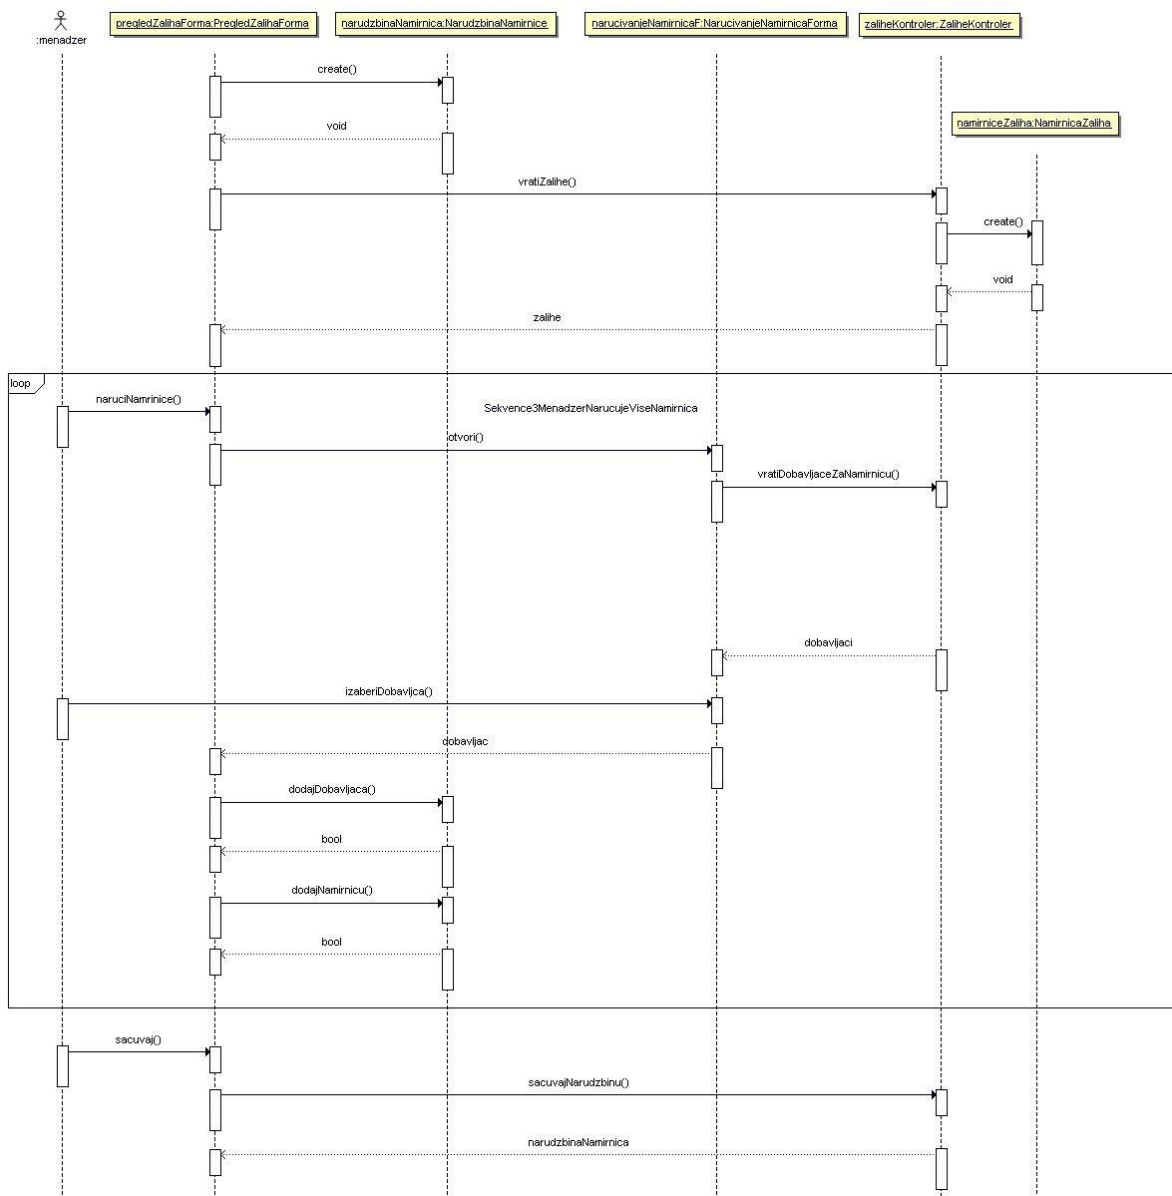 :menadzer
pregledZalihaForma:PregledZalihaForma
narudzbinaNamirnica:NarudzbinaNamirnice
narucivanjeNamirnicaF:NarucivanjeNamirnicaForma
zaliheKontroler:ZaliheKontroler
create()
namirniceZaliha:NamirnicaZaliha
void
vratiZalihe()
create()
void
zalihe
loop
naruciNamrinice()
Sekvence3MenadzerNarucujeViseNamirnica
otvori()
vratiDobavljaceZaNamirnicu()
dobavljaci
izaberiDobavljca()
dobavljac
dodajDobavljaca()
bool
dodajNamirnicu()
bool
sacuvaj()
sacuvajNarudzbinu()
narudzbinaNamirnica